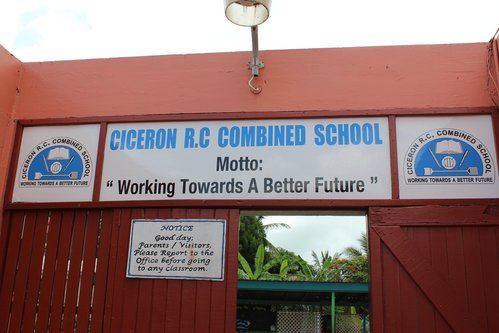 CICERON R.C COMBINED SCHOOL
Motto:
" Working Towards A Better Future "
CICERON R.C. COMBINED SCHOOL
WORKING TOWARDS A BETTER FUTURE
CICERON R.C. COMBINED SCHOOL
WORKING TOWARDS A BETTER FUTURE
NOTICE
Good day;
Parents / Visitors,
Please Report to the
Office before going
to any Classroom.